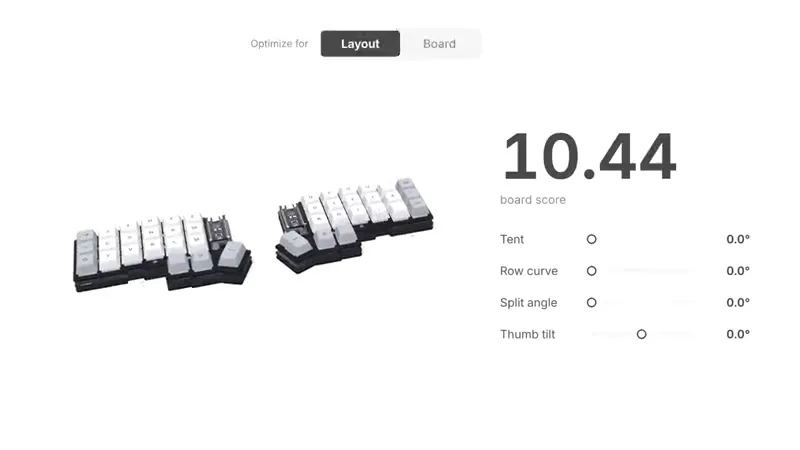 Optimize for Layout Board
10.44
board score
Tent 0.0°
Row curve 0.0°
Split angle 0.0°
Thumb tilt 0.0°